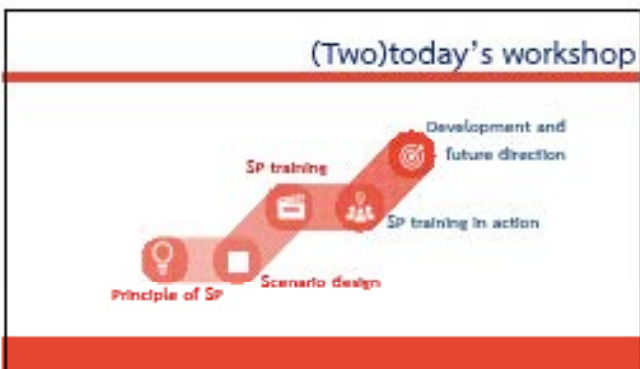 (Two)today's workshop
Development and
future direction
SP training
SP training in action
Scenario design
Principle of SP